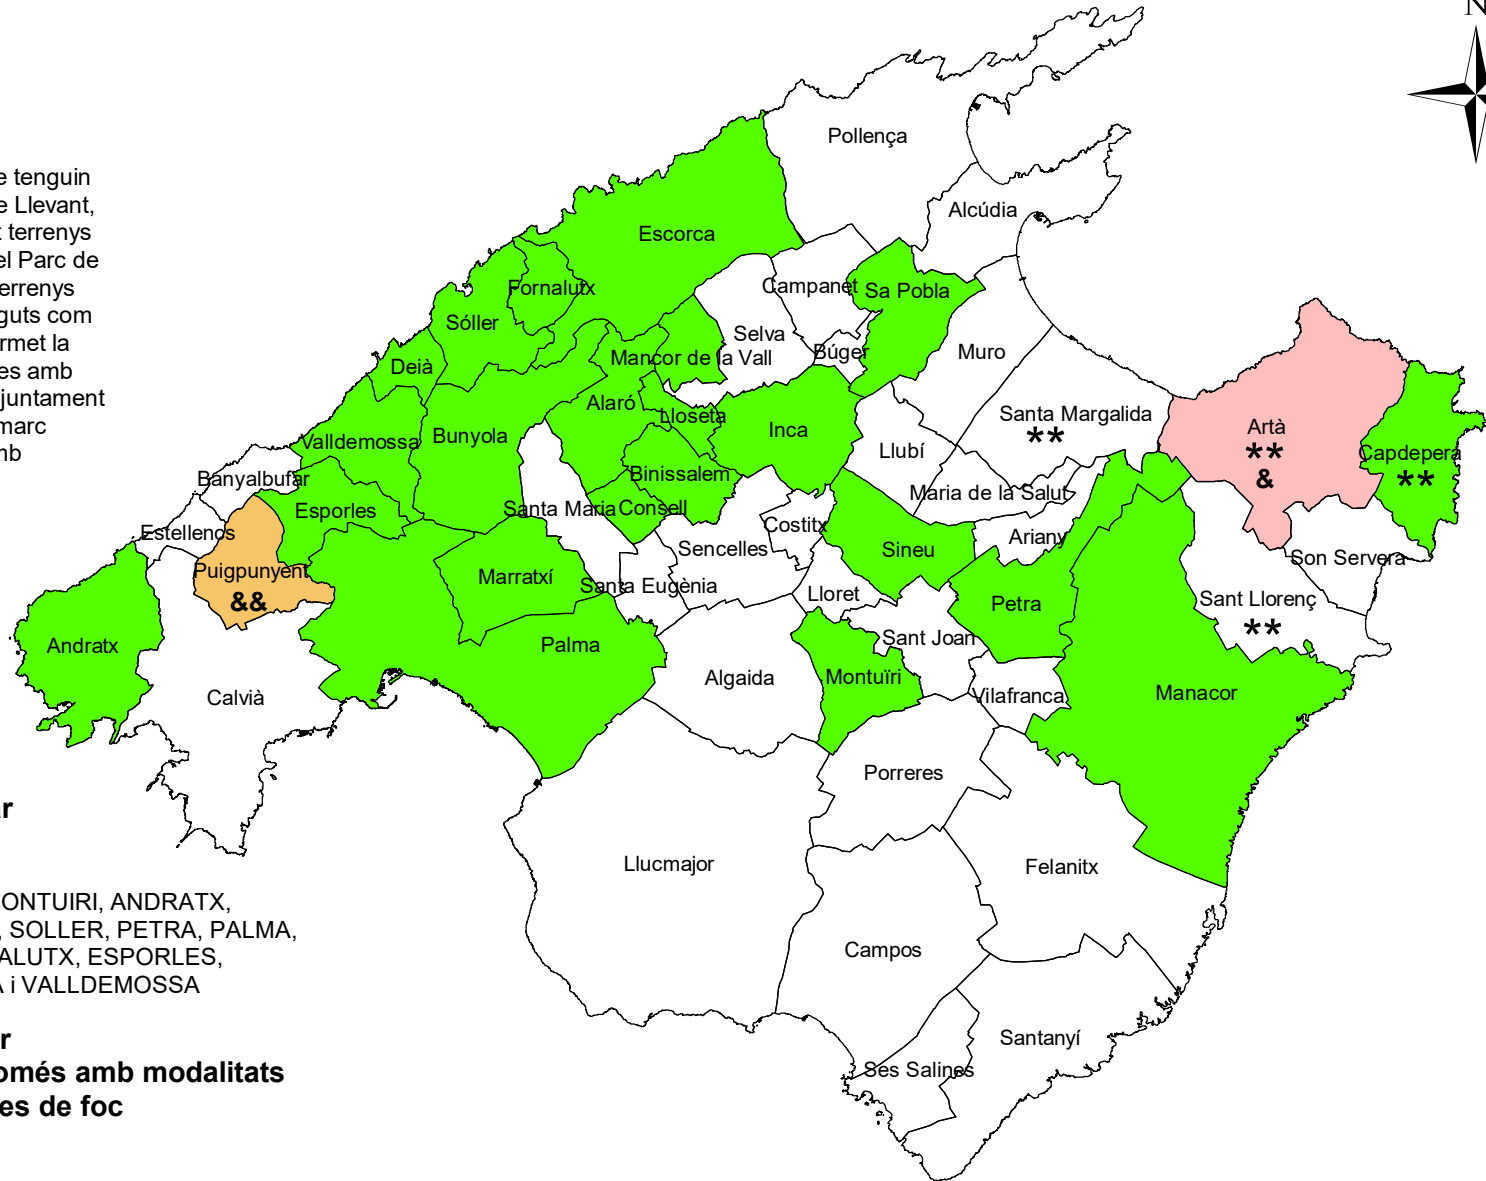 N
e tenguin
e Llevant,
t terrenys
el Parc de
errenys
guts com
rmet la
es amb
juntament
marc
mb
Pollença
Alcúdia
Escorca
Fornalutx
Campanet
Sa Pobla
Sóller
Selva
Mancor de la Vall
Búger
Muro
Deià
Alaró
Lloseta
Inca
Santa Margalida
**
Artà
**
&
Capdepera
**
Valldemossa
Bunyola
Llubí
Banyalbufar
Binissalem
Maria de la Salut
Esporles
Santa Maria
Consell
Costitx
Estellencs
Sencelles
Sineu
Ariany
Son Servera
Puigpunyent
&&
Marratxí
Santa Eugènia
Lloret
Petra
Sant Llorenç
**
Andratx
Palma
Sant Joan
Algaida
Montuïri
Calvià
Vilafranca
Manacor
Porreres
ar
Llucmajor
Felanitx
ONTUIRI, ANDRATX,
, SOLLER, PETRA, PALMA,
ALUTX, ESPORLES,
A i VALLDEMOSSA
Campos
r
omés amb modalitats
es de foc
Santanyí
Ses Salines